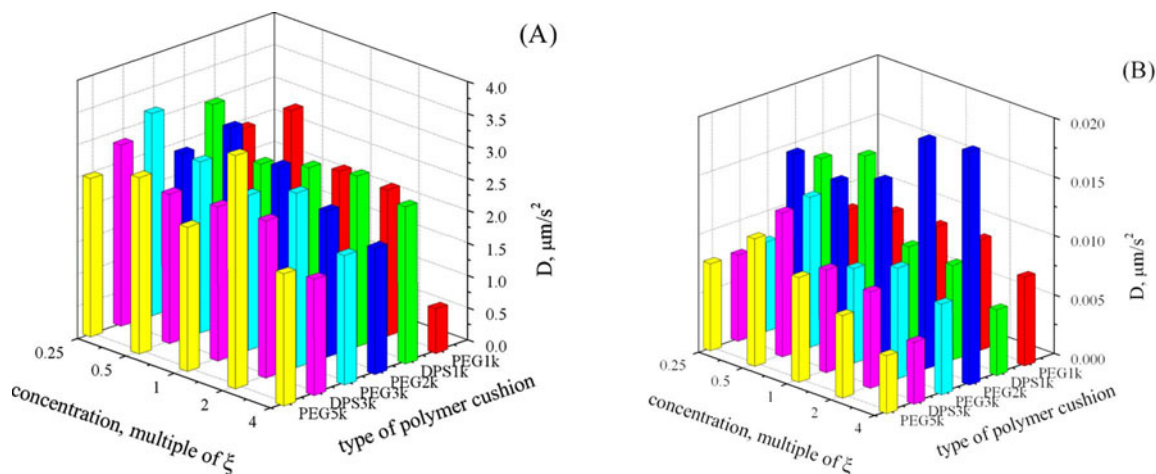 (A)
4.0
3.5
3.0
2.5
2.0
1.5
1.0
0.5
0.0
D, μm/s²
0.25
0.5
1
2
4
concentration, multiple of ξ
PEG1k
DPS1k
PEG2k
PEG3k
DPS3k
PEG5k
type of polymer cushion
(B)
0.020
0.015
0.010
0.005
0.000
D, μm/s²
0.25
0.5
1
2
4
concentration, multiple of ξ
PEG1k
DPS1k
PEG2k
PEG3k
DPS3k
PEG5k
type of polymer cushion